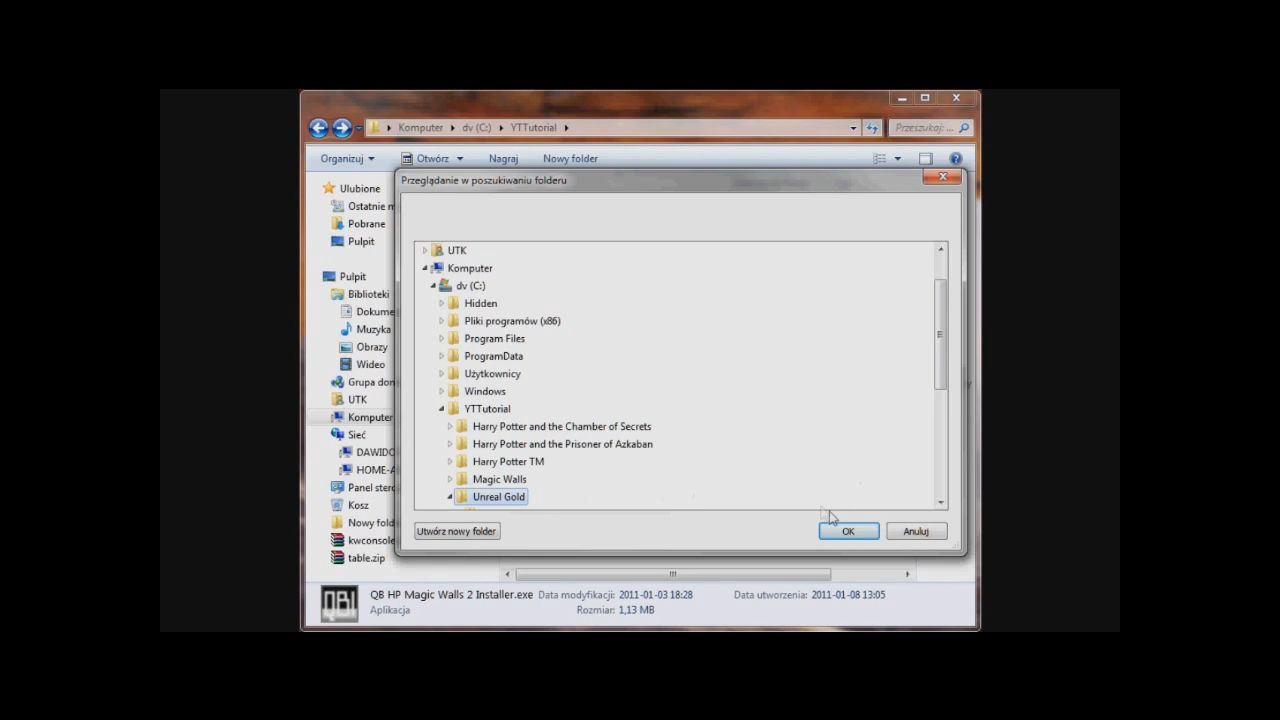 Komputer dv (C:) YTTutorial
Przeszukaj: ...
Organizuj Otwórz Nagraj Nowy folder
Przeglądanie w poszukiwaniu folderu
Ulubione
Ostatnie m
Pobrane
Pulpit
Pulpit
Biblioteki
Dokume
Muzyka
Obrazy
Wideo
Grupa dom
UTK
Komputer
Sieć
DAWID
HOME-A
Panel stero
Kosz
Nowy fold
kwconsole
table.zip
UTK
Komputer
dv (C:)
Hidden
Pliki programów (x86)
Program Files
ProgramData
Użytkownicy
Windows
YTTutorial
Harry Potter and the Chamber of Secrets
Harry Potter and the Prisoner of Azkaban
Harry Potter TM
Magic Walls
Unreal Gold
Utwórz nowy folder
OK
Anuluj
QB HP Magic Walls 2 Installer.exe Data modyfikacji: 2011-01-03 18:28 Data utworzenia: 2011-01-08 13:05
Aplikacja Rozmiar: 1,13 MB